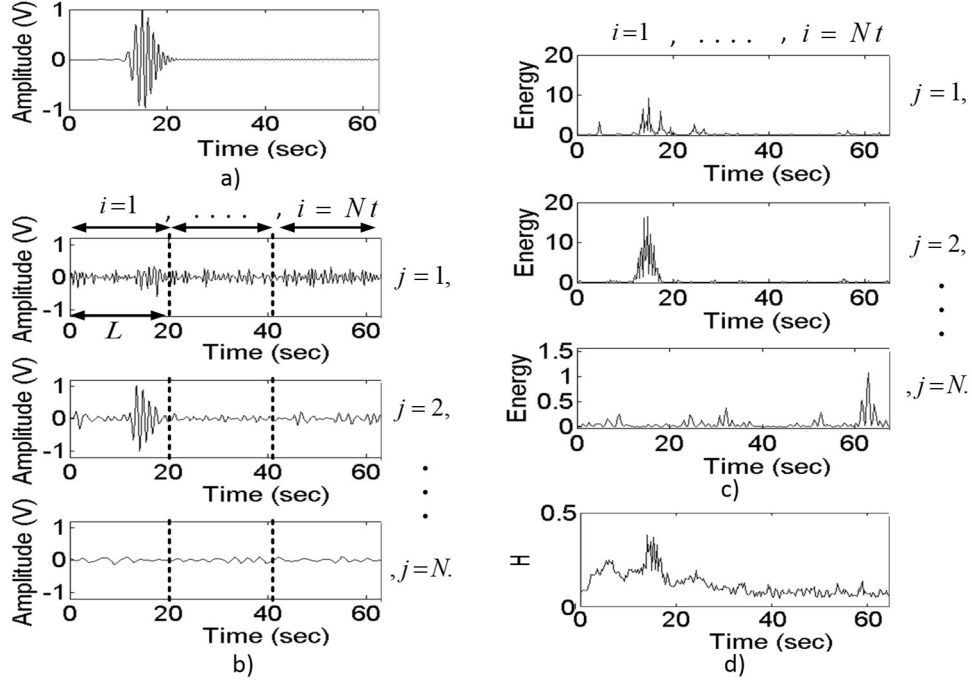 Amplitude (V)
1
0
-1
0 20 40 60
Time (sec)
a)
i=1 , . . . . , i = Nt
Amplitude (V)
1
0
-1
L
0 20 40 60
Time (sec)
j = 1,
Amplitude (V)
1
0
-1
0 20 40 60
Time (sec)
j = 2,
Amplitude (V)
1
0
-1
0 20 40 60
Time (sec)
, j = N.
b)
i=1 , . . . . , i = Nt
Energy
20
10
0
0 20 40 60
Time (sec)
j = 1,
Energy
20
10
0
0 20 40 60
Time (sec)
j = 2,
Energy
1.5
1
0.5
0
0 20 40 60
Time (sec)
, j=N.
c)
H
0.5
0
0 20 40 60
Time (sec)
d)